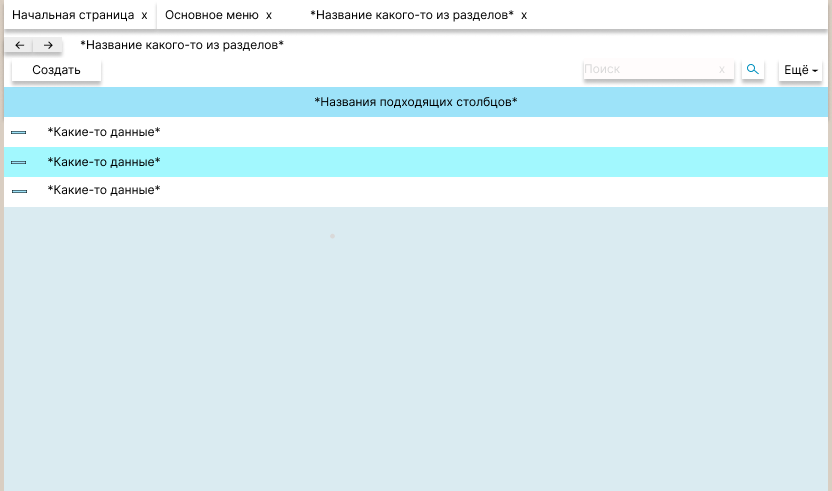 Начальная страница x Основное меню x *Название какого-то из разделов* x
← → *Название какого-то из разделов*
Создать Поиск x Ещё
*Названия подходящих столбцов*
*Какие-то данные*
*Какие-то данные*
*Какие-то данные*